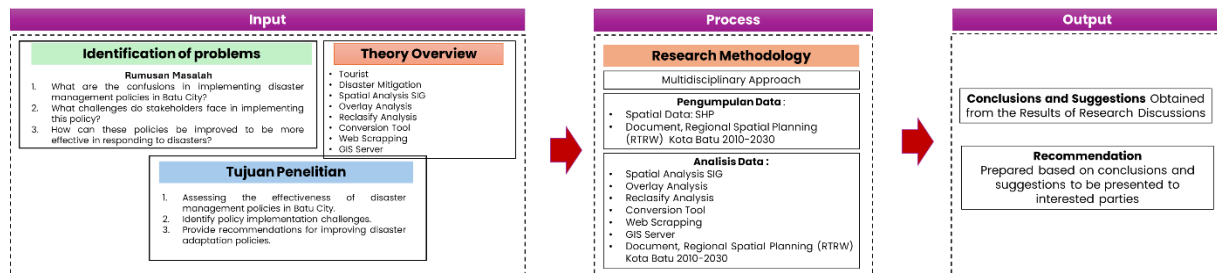 Input
Identification of problems
Rumusan Masalah
1. What are the confusions in implementing disaster
management policies in Batu City?
2. What challenges do stakeholders face in implementing
this policy?
3. How can these policies be improved to be more
effective in responding to disasters?
Theory Overview
• Tourist
• Disaster Mitigation
• Spatial Analysis SIG
• Overlay Analysis
• Reclasify Analysis
• Conversion Tool
• Web Scrapping
• GIS Server
Tujuan Penelitian
1. Assessing the effectiveness of disaster
management policies in Batu City.
2. Identify policy implementation challenges.
3. Provide recommendations for improving disaster
adaptation policies.
Process
Research Methodology
Multidisciplinary Approach
Pengumpulan Data :
• Spatial Data: SHP
• Document, Regional Spatial Planning
(RTRW) Kota Batu 2010-2030
Analisis Data :
• Spatial Analysis SIG
• Overlay Analysis
• Reclasify Analysis
• Conversion Tool
• Web Scrapping
• GIS Server
• Document, Regional Spatial Planning (RTRW)
Kota Batu 2010-2030
Output
Conclusions and Suggestions Obtained
from the Results of Research Discussions
Recommendation
Prepared based on conclusions and
suggestions to be presented to
interested parties